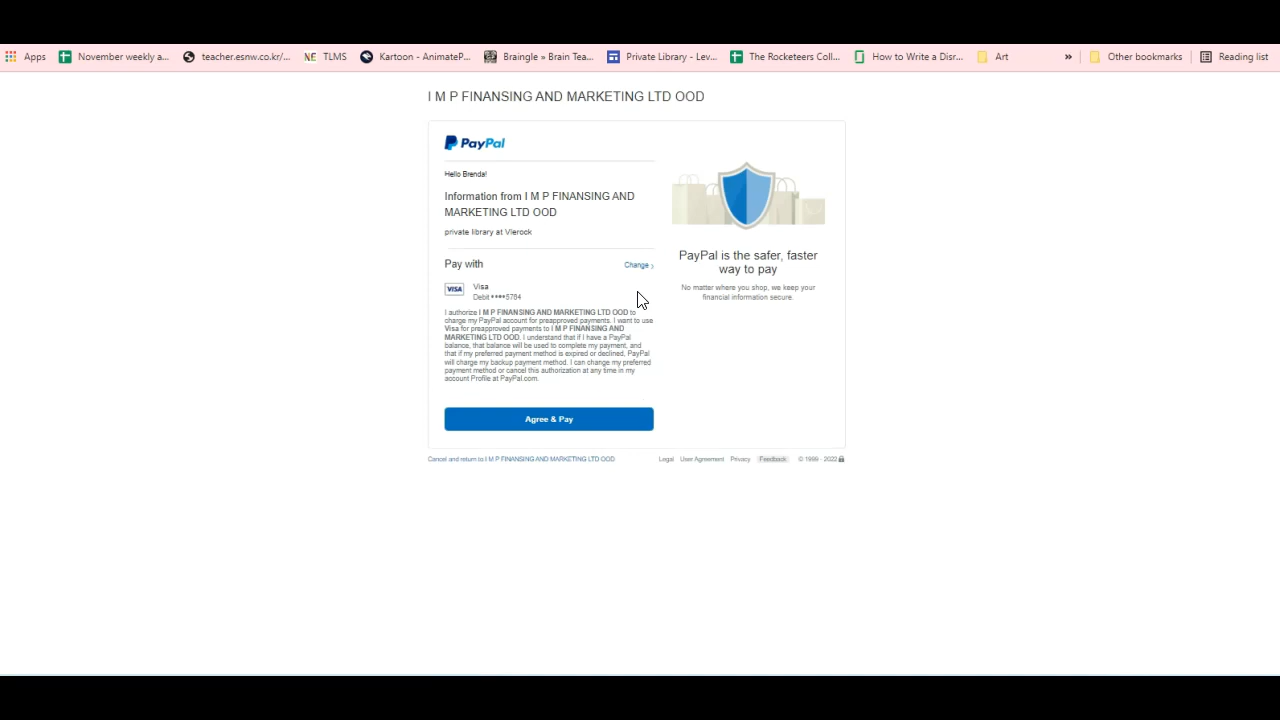 Apps November weekly a... teacher.esnw.co.kr/... NE TLMS Kartoon - AnimateP... Braingle » Brain Tea... Private Library - Lev... The Rocketeers Coll... How to Write a Disr... Art » Other bookmarks Reading list
I M P FINANSING AND MARKETING LTD OOD
PayPal
Hello Brenda!
Information from I M P FINANSING AND
MARKETING LTD OOD
private library at Vlerock
Pay with Change ›
VISA Visa
Debit ••••5764
I authorize I M P FINANSING AND MARKETING LTD OOD to
charge my PayPal account for preapproved payments. I want to use
Visa for preapproved payments to I M P FINANSING AND
MARKETING LTD OOD. I understand that if I have a PayPal
balance, that balance will be used to complete my payment, and
that if my preferred payment method is expired or declined, PayPal
will charge my backup payment method. I can change my preferred
payment method or cancel this authorization at any time in my
account Profile at PayPal.com.
Agree & Pay
PayPal is the safer, faster
way to pay
No matter where you shop, we keep your
financial information secure.
Cancel and return to I M P FINANSING AND MARKETING LTD OOD
Legal User Agreement Privacy Feedback © 1999 - 2022